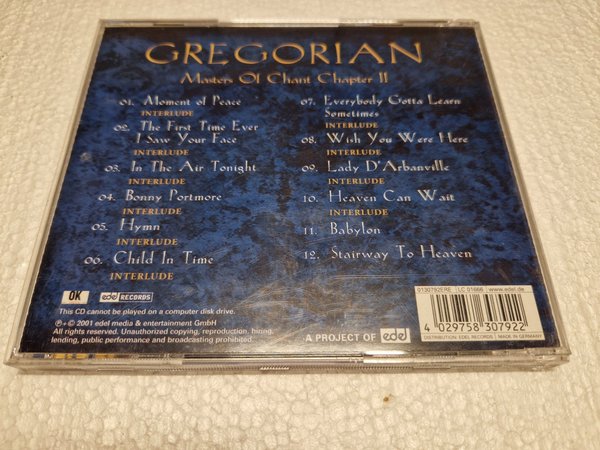 GREGORIAN
Masters Of Chant Chapter II
01. Moment of Peace
INTERLUDE
02. The First Time Ever
I Saw Your Face
INTERLUDE
03. In The Air Tonight
INTERLUDE
04. Bonny Portmore
INTERLUDE
05. Hymn
INTERLUDE
06. Child In Time
INTERLUDE
07. Everybody Gotta Learn
Sometimes
INTERLUDE
08. Wish You Were Here
INTERLUDE
09. Lady D'Arbanville
INTERLUDE
10. Heaven Can Wait
INTERLUDE
11. Babylon
12. Stairway To Heaven
OK
edel RECORDS
This CD cannot be played on a computer disk drive.
℗+© 2001 edel media & entertainment GmbH
All rights reserved. Unauthorized copying, reproduction, hiring,
lending, public performance and broadcasting prohibited.
A PROJECT OF edel
0130792ERE LC 01666 www.edel.de
4 029758 307922
DISTRIBUTION: EDEL RECORDS MADE IN GERMANY